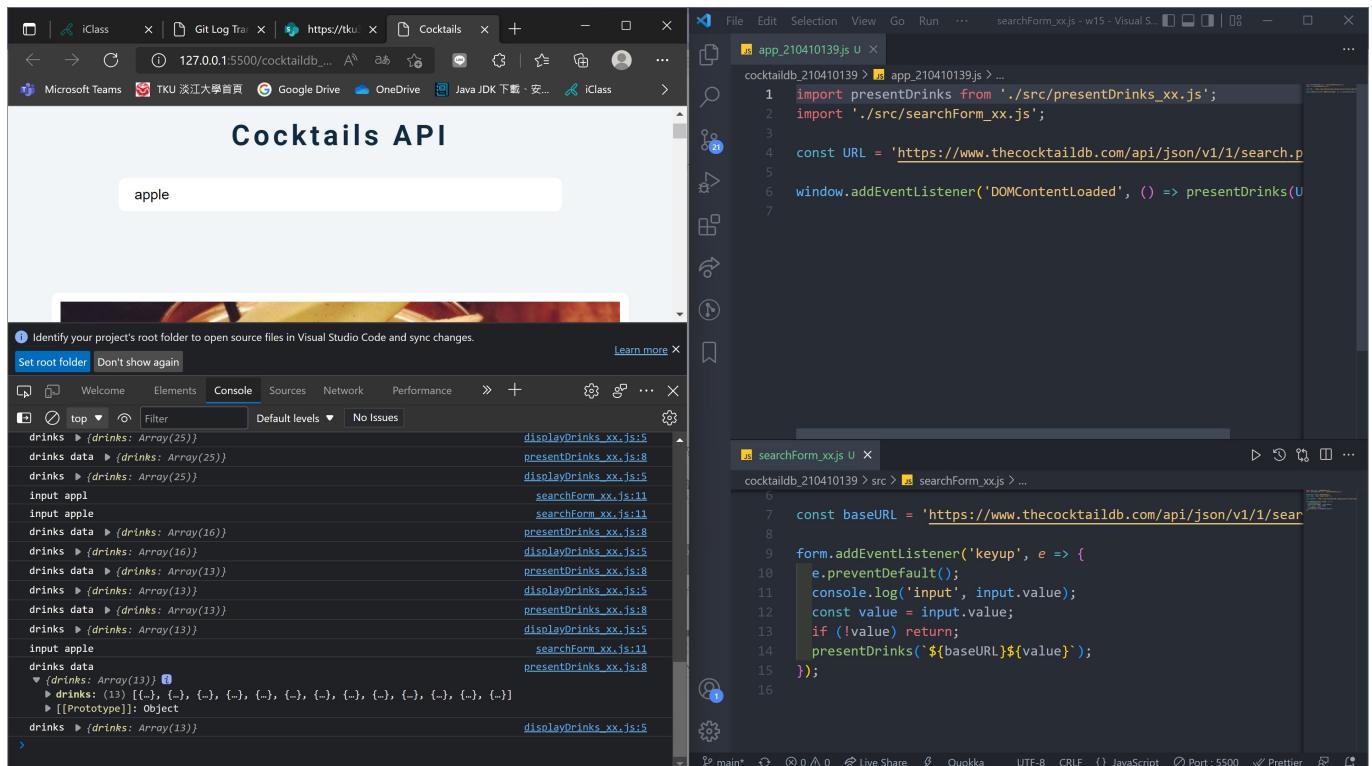 iClass
Git Log Tra
https://tku
Cocktails
127.0.0.1:5500/cocktaildb_...
Microsoft Teams
TKU 淡江大學首頁
Google Drive
OneDrive
Java JDK 下載、安...
iClass
Cocktails API
apple
Identify your project's root folder to open source files in Visual Studio Code and sync changes.
Learn more
Set root folder
Don't show again
Welcome
Elements
Console
Sources
Network
Performance
top
Filter
Default levels
No Issues
drinks ▶ {drinks: Array(25)} displayDrinks_xx.js:5
drinks data ▶ {drinks: Array(25)} presentDrinks_xx.js:8
drinks ▶ {drinks: Array(25)} displayDrinks_xx.js:5
input appl searchForm_xx.js:11
input apple searchForm_xx.js:11
drinks data ▶ {drinks: Array(16)} presentDrinks_xx.js:8
drinks ▶ {drinks: Array(16)} displayDrinks_xx.js:5
drinks data ▶ {drinks: Array(13)} presentDrinks_xx.js:8
drinks ▶ {drinks: Array(13)} displayDrinks_xx.js:5
drinks data ▶ {drinks: Array(13)} presentDrinks_xx.js:8
drinks ▶ {drinks: Array(13)} displayDrinks_xx.js:5
input apple searchForm_xx.js:11
drinks data presentDrinks_xx.js:8
▼ {drinks: Array(13)}
▶ drinks: (13) [{…}, {…}, {…}, {…}, {…}, {…}, {…}, {…}, {…}, {…}, {…}, {…}, {…}]
▶ [[Prototype]]: Object
drinks ▶ {drinks: Array(13)} displayDrinks_xx.js:5
File Edit Selection View Go Run ··· searchForm_xx.js - w15 - Visual S...
app_210410139.js U
cocktaildb_210410139 > app_210410139.js > ...
1 import presentDrinks from './src/presentDrinks_xx.js';
2 import './src/searchForm_xx.js';
3
4 const URL = 'https://www.thecocktaildb.com/api/json/v1/1/search.p
5
6 window.addEventListener('DOMContentLoaded', () => presentDrinks(U
7
21
searchForm_xx.js U
cocktaildb_210410139 > src > searchForm_xx.js > ...
6
7 const baseURL = 'https://www.thecocktaildb.com/api/json/v1/1/sear
8
9 form.addEventListener('keyup', e => {
10 e.preventDefault();
11 console.log('input', input.value);
12 const value = input.value;
13 if (!value) return;
14 presentDrinks(`${baseURL}${value}`);
15 });
16
1
main* 0 0 Live Share Quokka UTF-8 CRLF {} JavaScript Port : 5500 Prettier